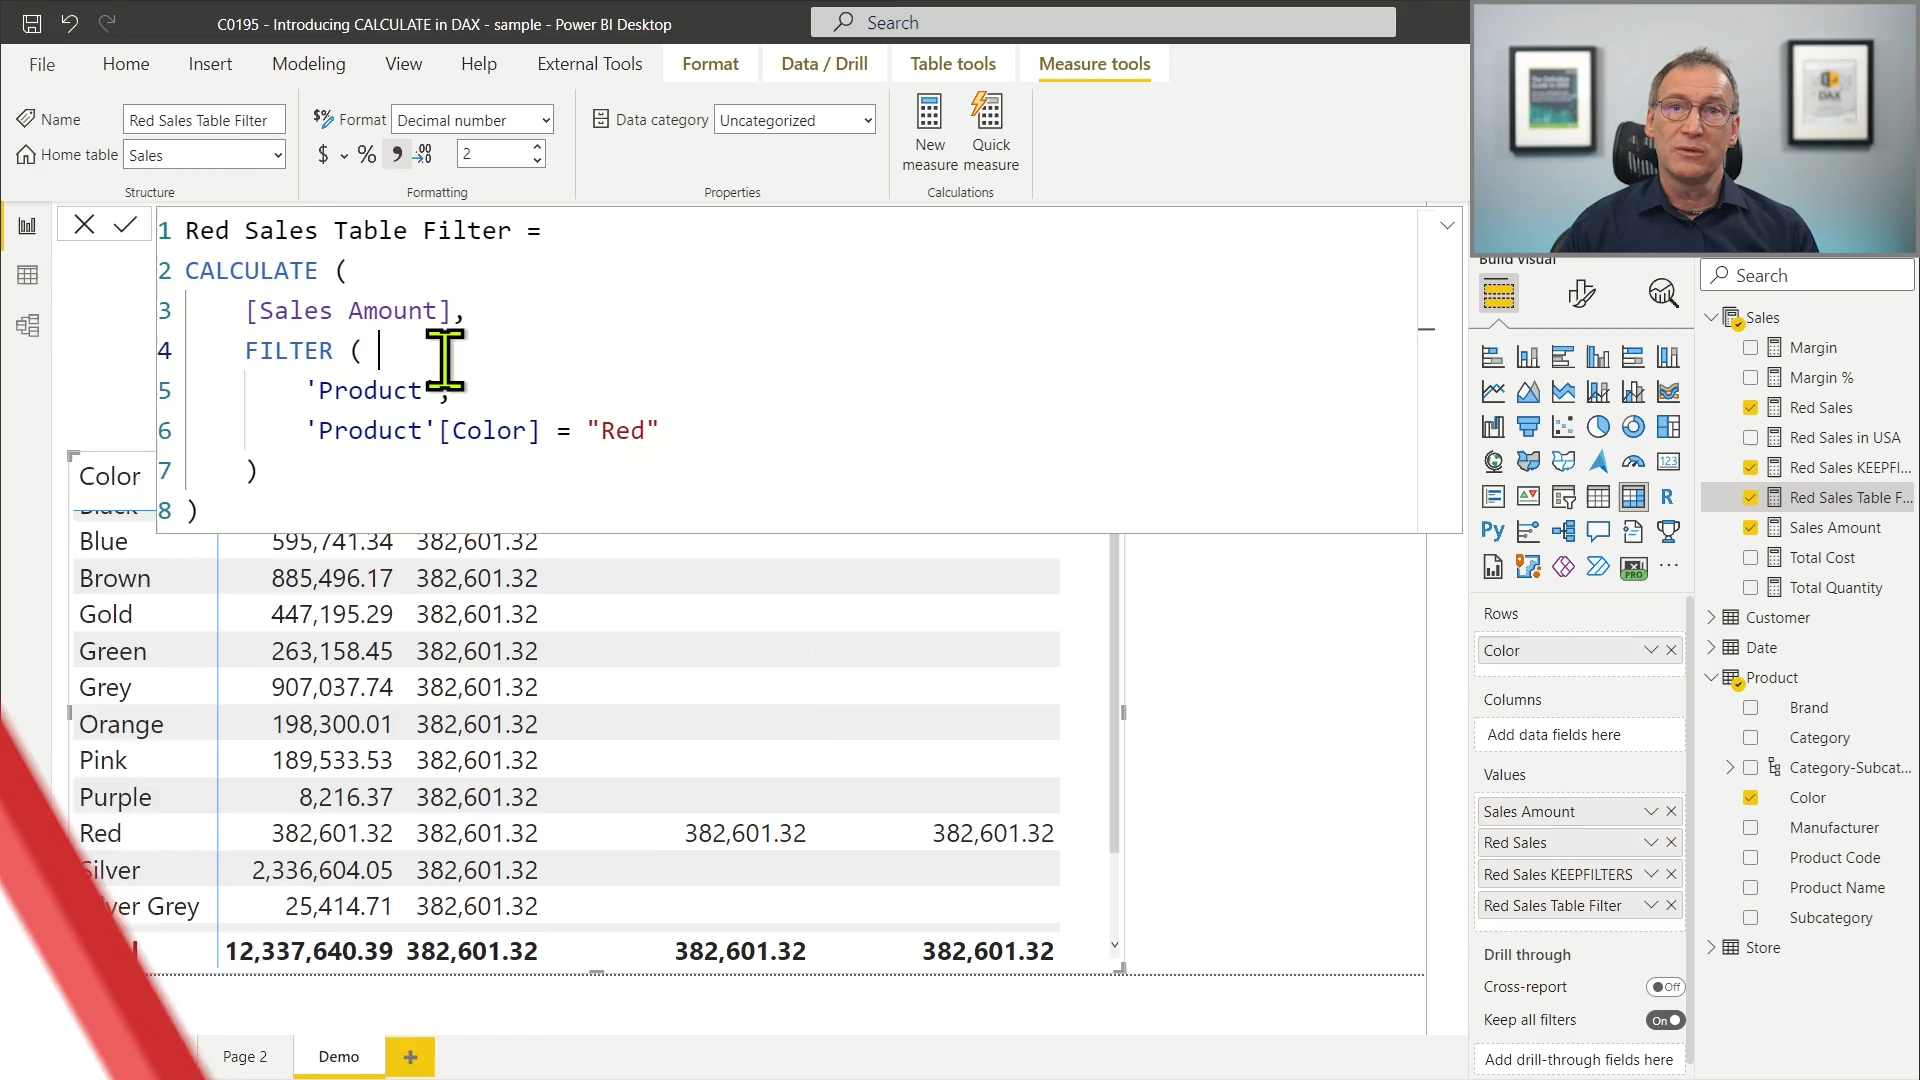 C0195 - Introducing CALCULATE in DAX - sample - Power BI Desktop
Search
File
Home
Insert
Modeling
View
Help
External Tools
Format
Data / Drill
Table tools
Measure tools
Name
Red Sales Table Filter
Home table
Sales
Structure
Format
Decimal number
$
%
2
Formatting
Data category
Uncategorized
Properties
New measure
Quick measure
Calculations
1 Red Sales Table Filter =
2 CALCULATE (
3 [Sales Amount],
4 FILTER (
5 'Product',
6 'Product'[Color] = "Red"
7 )
8 )
Color
Black
Blue 595,741.34 382,601.32
Brown 885,496.17 382,601.32
Gold 447,195.29 382,601.32
Green 263,158.45 382,601.32
Grey 907,037.74 382,601.32
Orange 198,300.01 382,601.32
Pink 189,533.53 382,601.32
Purple 8,216.37 382,601.32
Red 382,601.32 382,601.32 382,601.32 382,601.32
Silver 2,336,604.05 382,601.32
ver Grey 25,414.71 382,601.32
12,337,640.39 382,601.32 382,601.32 382,601.32
Page 2
Demo
+
DAX
Build visual
123
R
Py
PRO
Rows
Color
Columns
Add data fields here
Values
Sales Amount
Red Sales
Red Sales KEEPFILTERS
Red Sales Table Filter
Drill through
Cross-report
Off
Keep all filters
On
Add drill-through fields here
Search
Sales
Margin
Margin %
Red Sales
Red Sales in USA
Red Sales KEEPFI...
Red Sales Table F...
Sales Amount
Total Cost
Total Quantity
Customer
Date
Product
Brand
Category
Category-Subcat...
Color
Manufacturer
Product Code
Product Name
Subcategory
Store